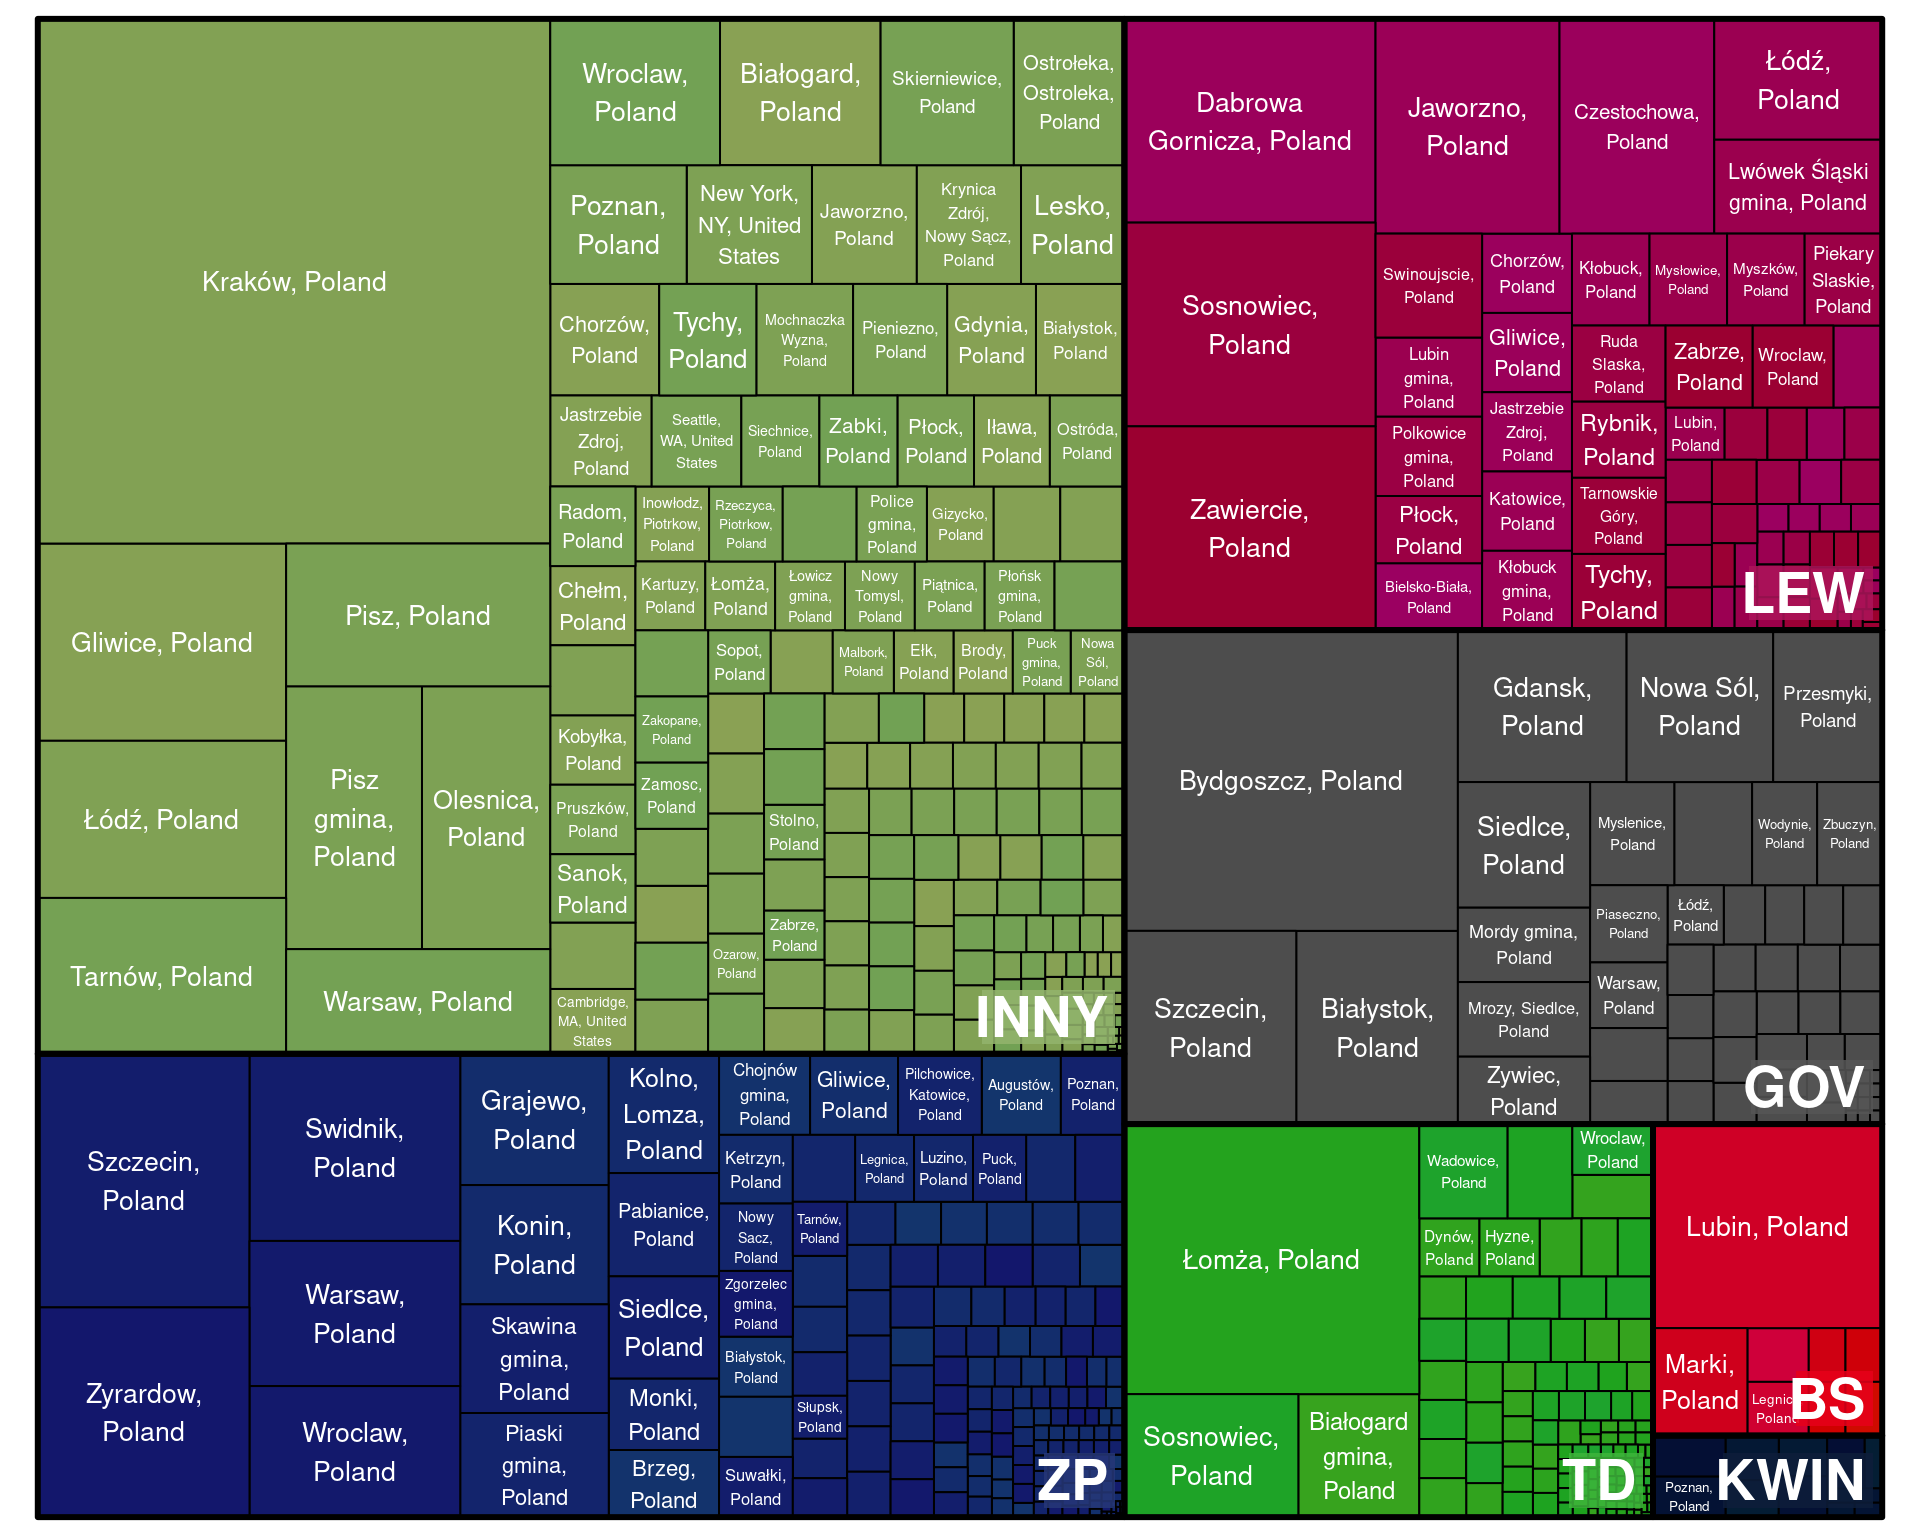 Kraków, Poland
Gliwice, Poland
Łódź, Poland
Tarnów, Poland
Pisz, Poland
Pisz
gmina,
Poland
Olesnica,
Poland
Warsaw, Poland
Wroclaw,
Poland
Białogard,
Poland
Skierniewice,
Poland
Ostrołeka,
Ostroleka,
Poland
Poznan,
Poland
New York,
NY, United
States
Jaworzno,
Poland
Krynica
Zdrój,
Nowy Sącz,
Poland
Lesko,
Poland
Chorzów,
Poland
Tychy,
Poland
Mochnaczka
Wyzna,
Poland
Pieniezno,
Poland
Gdynia,
Poland
Białystok,
Poland
Jastrzebie
Zdroj,
Poland
Seattle,
WA, United
States
Siechnice,
Poland
Zabki,
Poland
Płock,
Poland
Iława,
Poland
Ostróda,
Poland
Radom,
Poland
Inowłodz,
Piotrkow,
Poland
Rzeczyca,
Piotrkow,
Poland
Police
gmina,
Poland
Gizycko,
Poland
Chełm,
Poland
Kartuzy,
Poland
Łomża,
Poland
Łowicz
gmina,
Poland
Nowy
Tomysl,
Poland
Piątnica,
Poland
Płońsk
gmina,
Poland
Sopot,
Poland
Malbork,
Poland
Ełk,
Poland
Brody,
Poland
Puck
gmina,
Poland
Nowa
Sól,
Poland
Kobyłka,
Poland
Zakopane,
Poland
Pruszków,
Poland
Zamosc,
Poland
Stolno,
Poland
Sanok,
Poland
Zabrze,
Poland
Ozarow,
Poland
Cambridge,
MA, United
States
INNY
Dabrowa
Gornicza, Poland
Sosnowiec,
Poland
Zawiercie,
Poland
Jaworzno,
Poland
Czestochowa,
Poland
Łódź,
Poland
Lwówek Śląski
gmina, Poland
Swinoujscie,
Poland
Chorzów,
Poland
Kłobuck,
Poland
Mysłowice,
Poland
Myszków,
Poland
Piekary
Slaskie,
Poland
Lubin
gmina,
Poland
Gliwice,
Poland
Ruda
Slaska,
Poland
Zabrze,
Poland
Wroclaw,
Poland
Polkowice
gmina,
Poland
Jastrzebie
Zdroj,
Poland
Rybnik,
Poland
Lubin,
Poland
Płock,
Poland
Katowice,
Poland
Tarnowskie
Góry,
Poland
Bielsko-Biała,
Poland
Kłobuck
gmina,
Poland
Tychy,
Poland
LEW
Bydgoszcz, Poland
Szczecin,
Poland
Białystok,
Poland
Gdansk,
Poland
Nowa Sól,
Poland
Przesmyki,
Poland
Siedlce,
Poland
Myslenice,
Poland
Wodynie,
Poland
Zbuczyn,
Poland
Mordy gmina,
Poland
Piaseczno,
Poland
Łódź,
Poland
Mrozy, Siedlce,
Poland
Warsaw,
Poland
Zywiec,
Poland
GOV
Szczecin,
Poland
Zyrardow,
Poland
Swidnik,
Poland
Warsaw,
Poland
Wroclaw,
Poland
Grajewo,
Poland
Konin,
Poland
Skawina
gmina,
Poland
Piaski
gmina,
Poland
Kolno,
Lomza,
Poland
Pabianice,
Poland
Siedlce,
Poland
Monki,
Poland
Brzeg,
Poland
Chojnów
gmina,
Poland
Gliwice,
Poland
Pilchowice,
Katowice,
Poland
Augustów,
Poland
Poznan,
Poland
Ketrzyn,
Poland
Legnica,
Poland
Luzino,
Poland
Puck,
Poland
Nowy
Sacz,
Poland
Tarnów,
Poland
Zgorzelec
gmina,
Poland
Białystok,
Poland
Słupsk,
Poland
Suwałki,
Poland
ZP
Łomża, Poland
Sosnowiec,
Poland
Białogard
gmina,
Poland
Wadowice,
Poland
Wroclaw,
Poland
Dynów,
Poland
Hyzne,
Poland
TD
Lubin, Poland
Marki,
Poland
BS
Poznan,
Poland
KWIN